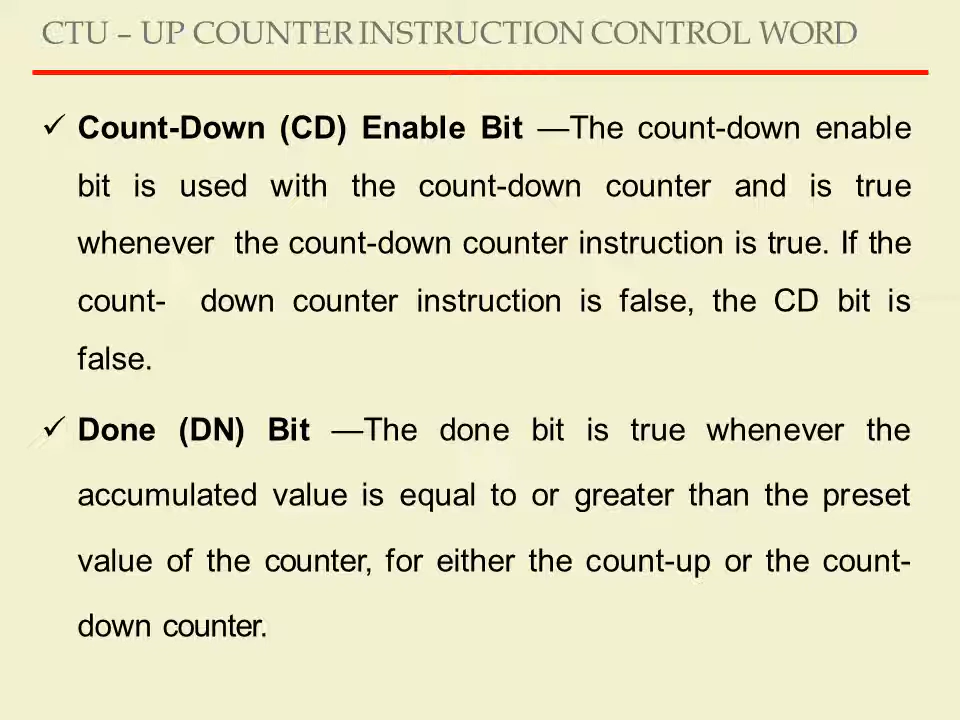 CTU – UP COUNTER INSTRUCTION CONTROL WORD
✓ Count-Down (CD) Enable Bit —The count-down enable
bit is used with the count-down counter and is true
whenever the count-down counter instruction is true. If the
count- down counter instruction is false, the CD bit is
false.
✓ Done (DN) Bit —The done bit is true whenever the
accumulated value is equal to or greater than the preset
value of the counter, for either the count-up or the count-
down counter.